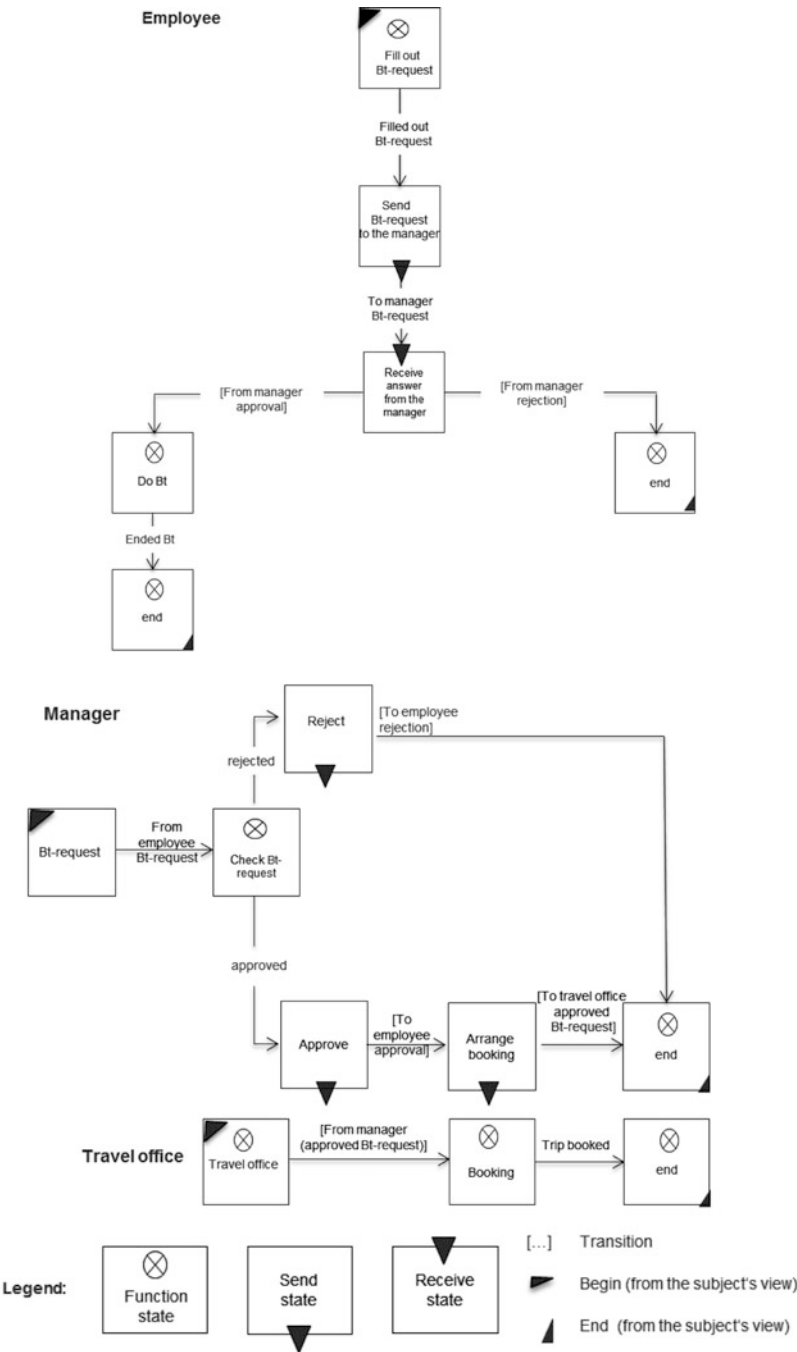 Employee
Fill out
Bt-request
Filled out
Bt-request
Send
Bt-request
to the manager
To manager
Bt-request
Receive
answer
from the
manager
[From manager
approval]
[From manager
rejection]
Do Bt
end
Ended Bt
end
Manager
Reject
[To employee
rejection]
rejected
Bt-request
From
employee
Bt-request
Check Bt-
request
approved
Approve
[To
employee
approval]
Arrange
booking
[To travel office
approved
Bt-request]
end
Travel office
Travel office
[From manager
(approved Bt-request)]
Booking
Trip booked
end
Legend:
Function
state
Send
state
Receive
state
[...] Transition
Begin (from the subject's view)
End (from the subject's view)